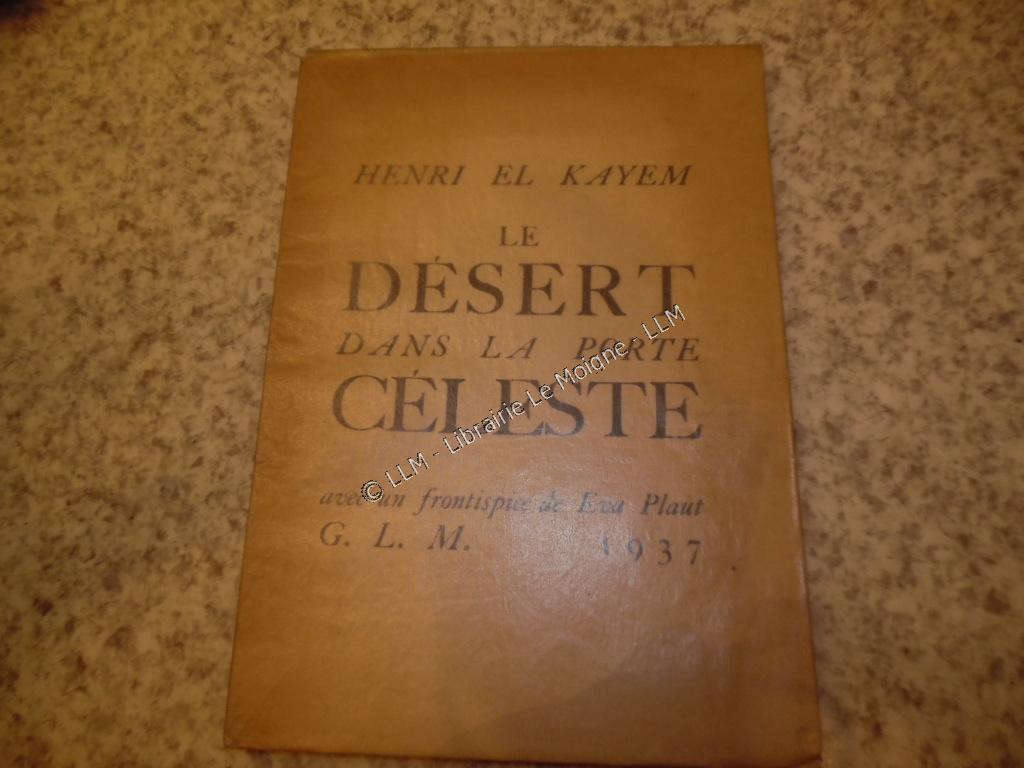 HENRI EL KAYEM
LE
DÉSERT
DANS LA PORTE
CÉLESTE
avec un frontispice de Eva Plaut
G. L. M. 1937
© LLM - Librairie Le Moigne - LLM